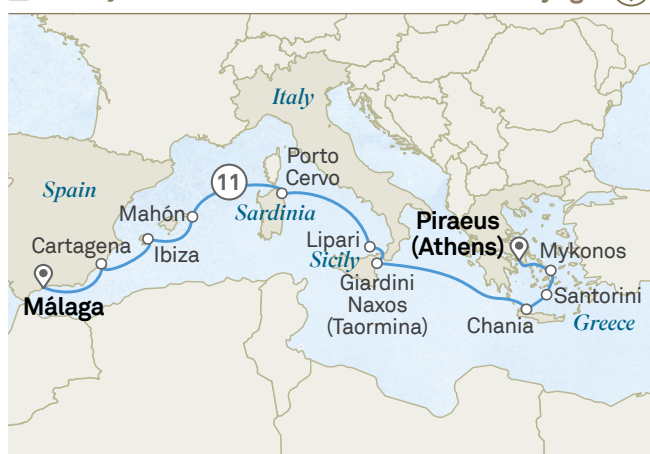 Italy
Porto
Cervo
11
Spain
Mahón
Sardinia
Piraeus
(Athens)
Cartagena
Ibiza
Lipari
Sicily
Mykonos
Málaga
Giardini
Naxos
(Taormina)
Santorini
Chania
Greece